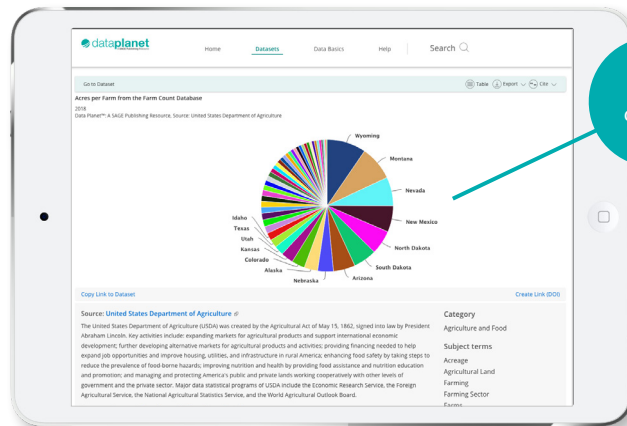 dataplanet
Home Datasets Data Basics Help Search
Go to Dataset Table Export Cite
Acres per Farm from the Farm Count Database
2016
Data Planet™: A SAGE Publishing Resource, Source: United States Department of Agriculture
Wyoming
Montana
Nevada
New Mexico
North Dakota
South Dakota
Arizona
Nebraska
Alaska
Colorado
Kansas
Utah
Texas
Idaho
Copy Link to Dataset Create Link (DOI)
Source: United States Department of Agriculture
The United States Department of Agriculture (USDA) was created by the Agricultural Act of May 15, 1862, signed into law by President
Abraham Lincoln. Key activities include: expanding markets for agricultural products and support international economic
development; further developing alternative markets for agricultural products and activities; providing financing needed to help
expand job opportunities and improve housing, utilities, and infrastructure in rural America; enhancing food safety by taking steps to
reduce the prevalence of food-borne hazards; improving nutrition and health by providing food assistance and nutrition education
and promotion; and managing and protecting America's public and private lands working cooperatively with other levels of
government and the private sector. Major data statistical programs of USDA include the Economic Research Service, the Foreign
Agricultural Service, the National Agricultural Statistics Service, and the World Agricultural Outlook Board.
Category
Agriculture and Food
Subject terms
Acreage
Agricultural Land
Farming
Farming Sector
Farms